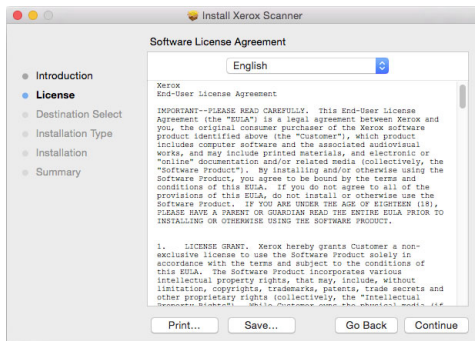 Install Xerox Scanner
Software License Agreement
English
Introduction
License
Destination Select
Installation Type
Installation
Summary
Xerox
End-User License Agreement
IMPORTANT--PLEASE READ CAREFULLY. This End-User License
Agreement (the "EULA") is a legal agreement between Xerox and
you, the original consumer purchaser of the Xerox software
product identified above (the "Customer"), which product
includes computer software and the associated audiovisual
works, and may include printed materials, and electronic or
"online" documentation and/or related media (collectively, the
"Software Product"). By installing and/or otherwise using the
Software Product, you agree to be bound by the terms and
conditions of this EULA. If you do not agree to all of the
provisions of this EULA, do not install or otherwise use the
Software Product. IF YOU ARE UNDER THE AGE OF EIGHTEEN (18),
PLEASE HAVE A PARENT OR GUARDIAN READ THE ENTIRE EULA PRIOR TO
INSTALLING OR OTHERWISE USING THE SOFTWARE PRODUCT.
1. LICENSE GRANT. Xerox hereby grants Customer a non-
exclusive license to use the Software Product solely in
accordance with the terms and subject to the conditions of
this EULA. The Software Product incorporates various
intellectual property rights, that may, include, without
limitation, copyrights, trademarks, patents, trade secrets and
other proprietary rights (collectively, the "Intellectual
Property Rights"). While Customer owns the physical media (if
Print...
Save...
Go Back
Continue